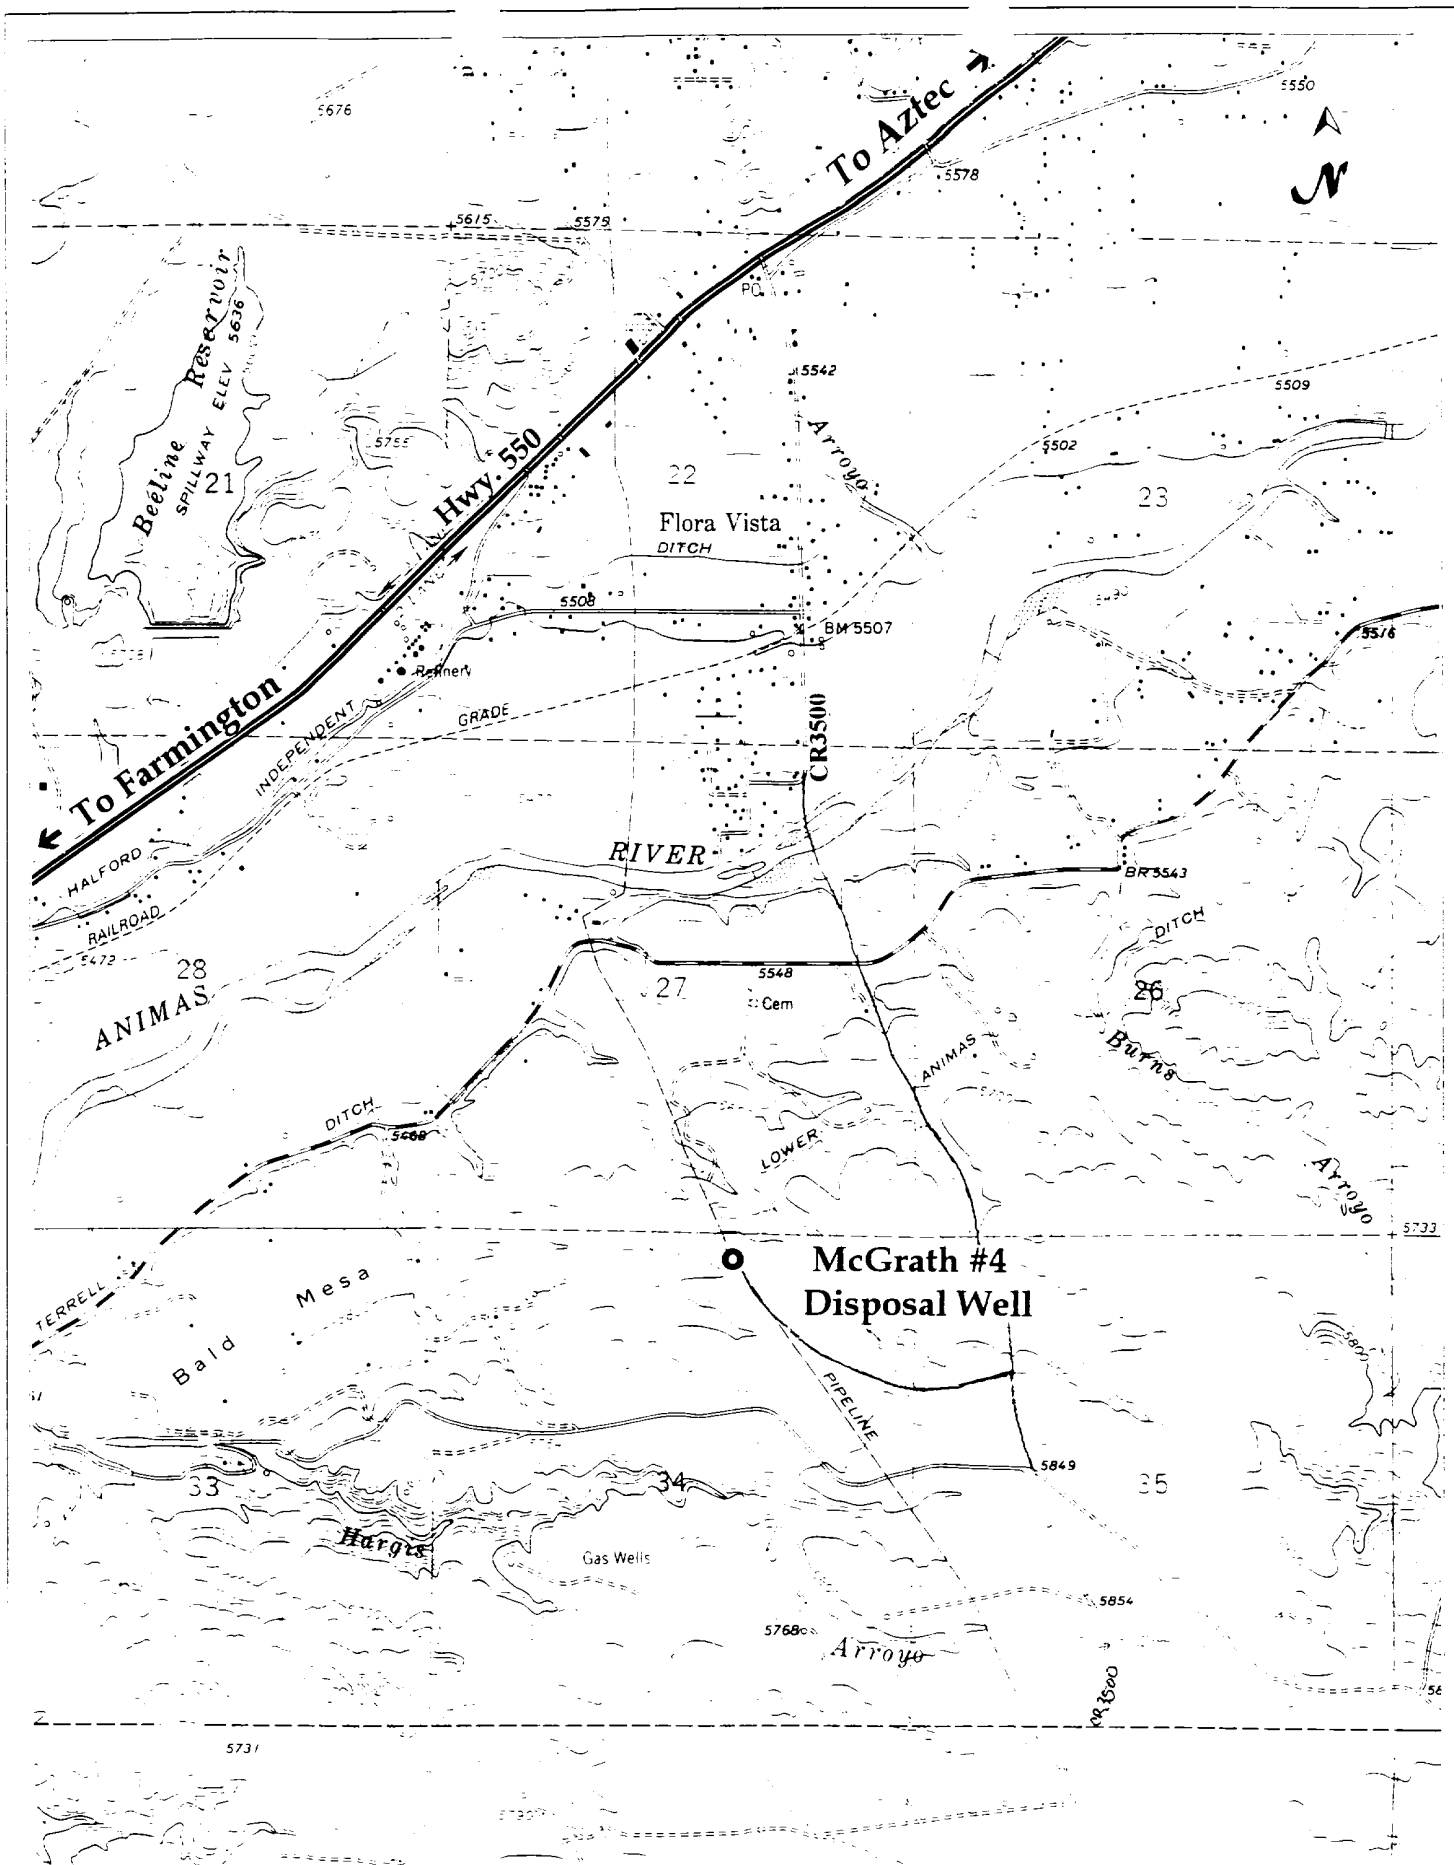 5676
5550
To Aztec
N
5578
5615
5575
PO
Beeline Reservoir
SPILLWAY ELEV 5636
5542
5509
5755
Arroyo
5502
Hwy. 550
21
22
23
Flora Vista
DITCH
5508
BM 5507
5516
Refinery
To Farmington
INDEPENDENT
GRADE
CR3500
HALFORD
RIVER
BR 5543
RAILROAD
5472
DITCH
28
5548
27
26
Cem
ANIMAS
Burns
ANIMAS
DITCH
5468
LOWER
Arroyo
5733
McGrath #4
Disposal Well
TERRELL
Mesa
Bald
5800
PIPELINE
5849
33
34
35
Hargis
Gas Wells
5854
5768
Arroyo
CR3500
5731